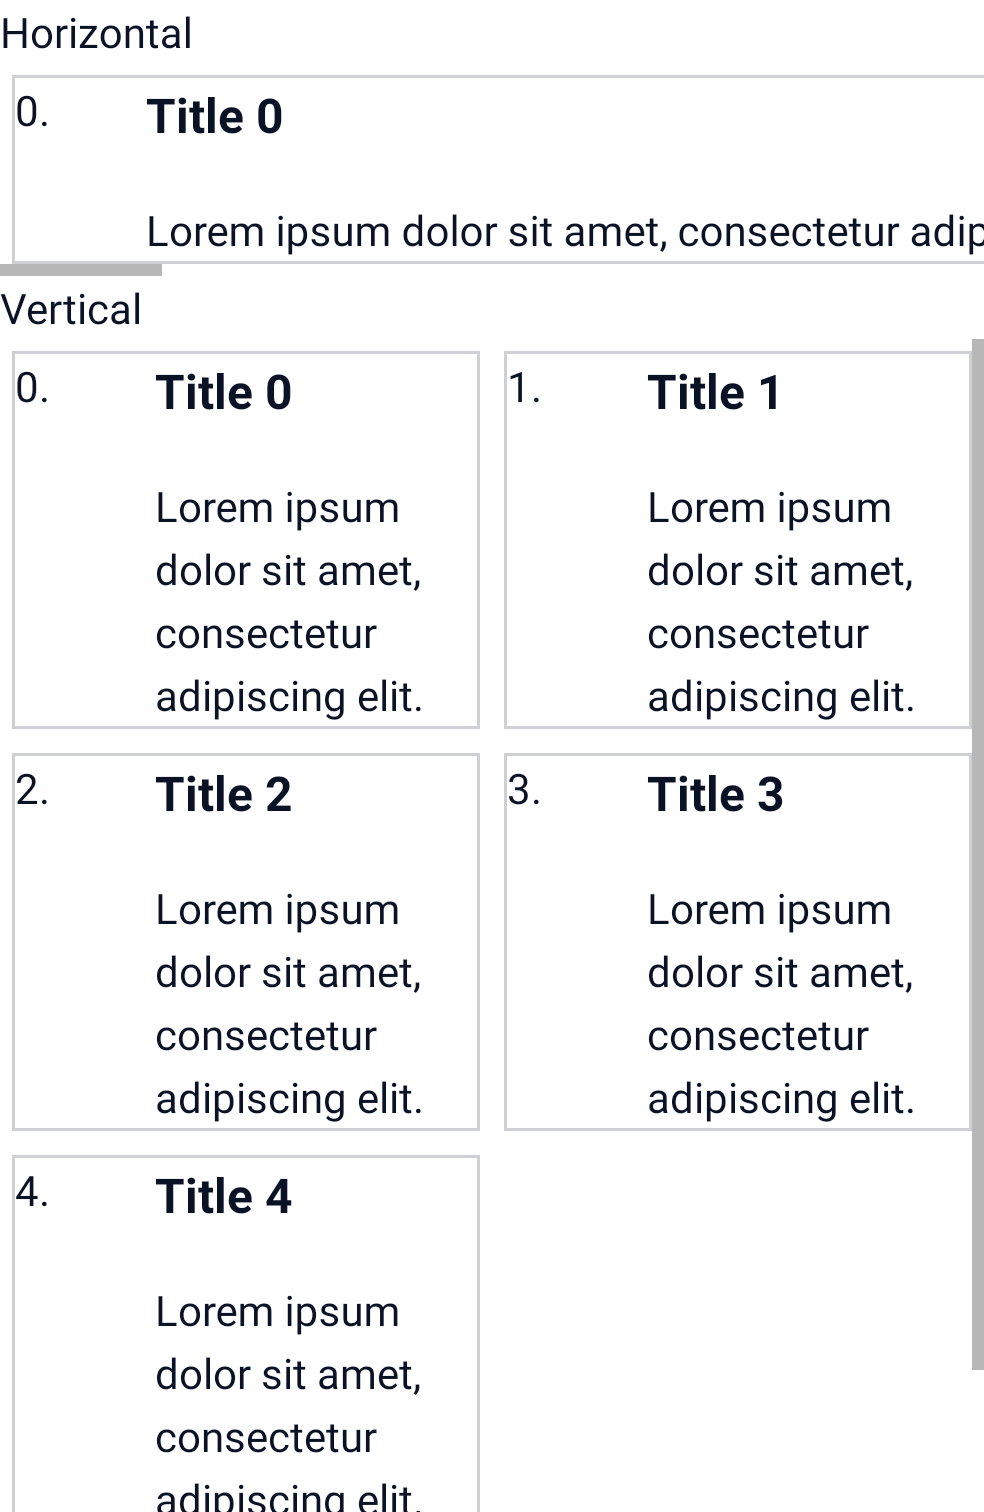 Horizontal
0. Title 0
Lorem ipsum dolor sit amet, consectetur adip
Vertical
0. Title 0
Lorem ipsum
dolor sit amet,
consectetur
adipiscing elit.
1. Title 1
Lorem ipsum
dolor sit amet,
consectetur
adipiscing elit.
2. Title 2
Lorem ipsum
dolor sit amet,
consectetur
adipiscing elit.
3. Title 3
Lorem ipsum
dolor sit amet,
consectetur
adipiscing elit.
4. Title 4
Lorem ipsum
dolor sit amet,
consectetur
adipiscing elit.